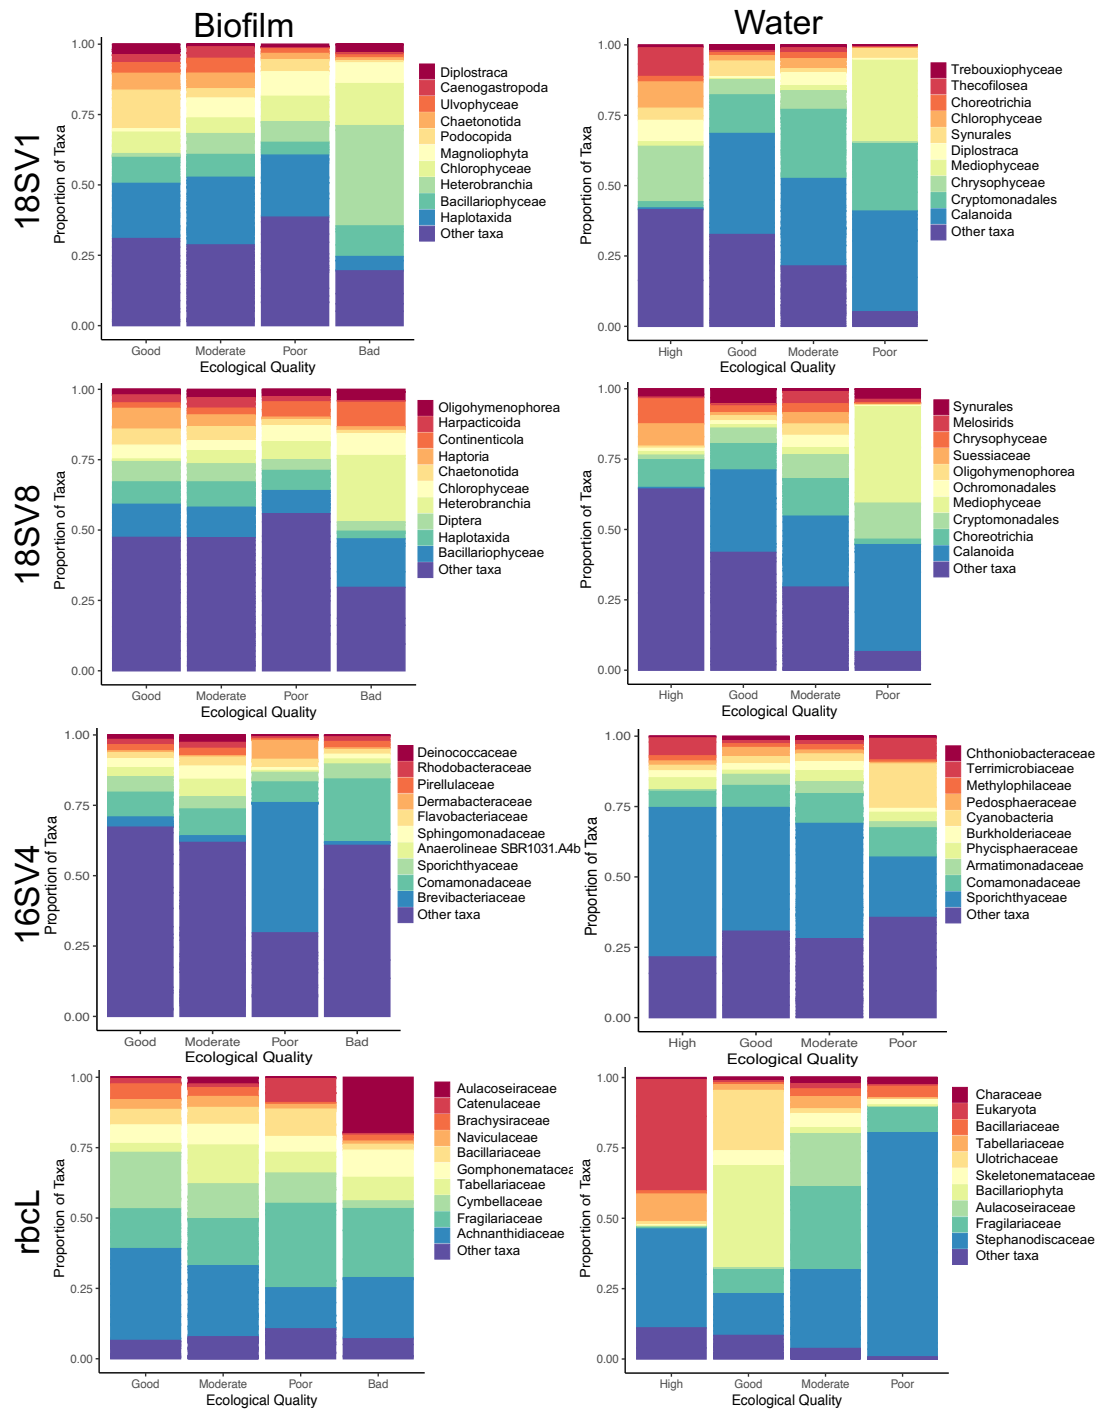 Biofilm
Water
18SV1
Proportion of Taxa
1.00
0.75
0.50
0.25
0.00
Good
Moderate
Poor
Bad
Ecological Quality
Diplostraca
Caenogastropoda
Ulvophyceae
Chaetonotida
Podocopida
Magnoliophyta
Chlorophyceae
Heterobranchia
Bacillariophyceae
Haplotaxida
Other taxa
Proportion of Taxa
1.00
0.75
0.50
0.25
0.00
High
Good
Moderate
Poor
Ecological Quality
Trebouxiophyceae
Thecofilosea
Choreotrichia
Chlorophyceae
Synurales
Diplostraca
Mediophyceae
Chrysophyceae
Cryptomonadales
Calanoida
Other taxa
18SV8
Proportion of Taxa
1.00
0.75
0.50
0.25
0.00
Good
Moderate
Poor
Bad
Ecological Quality
Oligohymenophorea
Harpacticoida
Continenticola
Haptoria
Chaetonotida
Chlorophyceae
Heterobranchia
Diptera
Haplotaxida
Bacillariophyceae
Other taxa
Proportion of Taxa
1.00
0.75
0.50
0.25
0.00
High
Good
Moderate
Poor
Ecological Quality
Synurales
Melosirids
Chrysophyceae
Suessiaceae
Oligohymenophorea
Ochromonadales
Mediophyceae
Cryptomonadales
Choreotrichia
Calanoida
Other taxa
16SV4
Proportion of Taxa
1.00
0.75
0.50
0.25
0.00
Good
Moderate
Poor
Bad
Ecological Quality
Deinococcaceae
Rhodobacteraceae
Pirellulaceae
Dermabacteraceae
Flavobacteriaceae
Sphingomonadaceae
Anaerolineae SBR1031.A4b
Sporichthyaceae
Comamonadaceae
Brevibacteriaceae
Other taxa
Proportion of Taxa
1.00
0.75
0.50
0.25
0.00
High
Good
Moderate
Poor
Ecological Quality
Chthoniobacteraceae
Terrimicrobiaceae
Methylophilaceae
Pedosphaeraceae
Cyanobacteria
Burkholderiaceae
Phycisphaeraceae
Armatimonadaceae
Comamonadaceae
Sporichthyaceae
Other taxa
rbcL
Proportion of Taxa
1.00
0.75
0.50
0.25
0.00
Good
Moderate
Poor
Bad
Ecological Quality
Aulacoseiraceae
Catenulaceae
Brachysiraceae
Naviculaceae
Bacillariaceae
Gomphonematacea
Tabellariaceae
Cymbellaceae
Fragilariaceae
Achnanthidiaceae
Other taxa
Proportion of Taxa
1.00
0.75
0.50
0.25
0.00
High
Good
Moderate
Poor
Ecological Quality
Characeae
Eukaryota
Bacillariaceae
Tabellariaceae
Ulotrichaceae
Skeletonemataceae
Bacillariophyta
Aulacoseiraceae
Fragilariaceae
Stephanodiscaceae
Other taxa